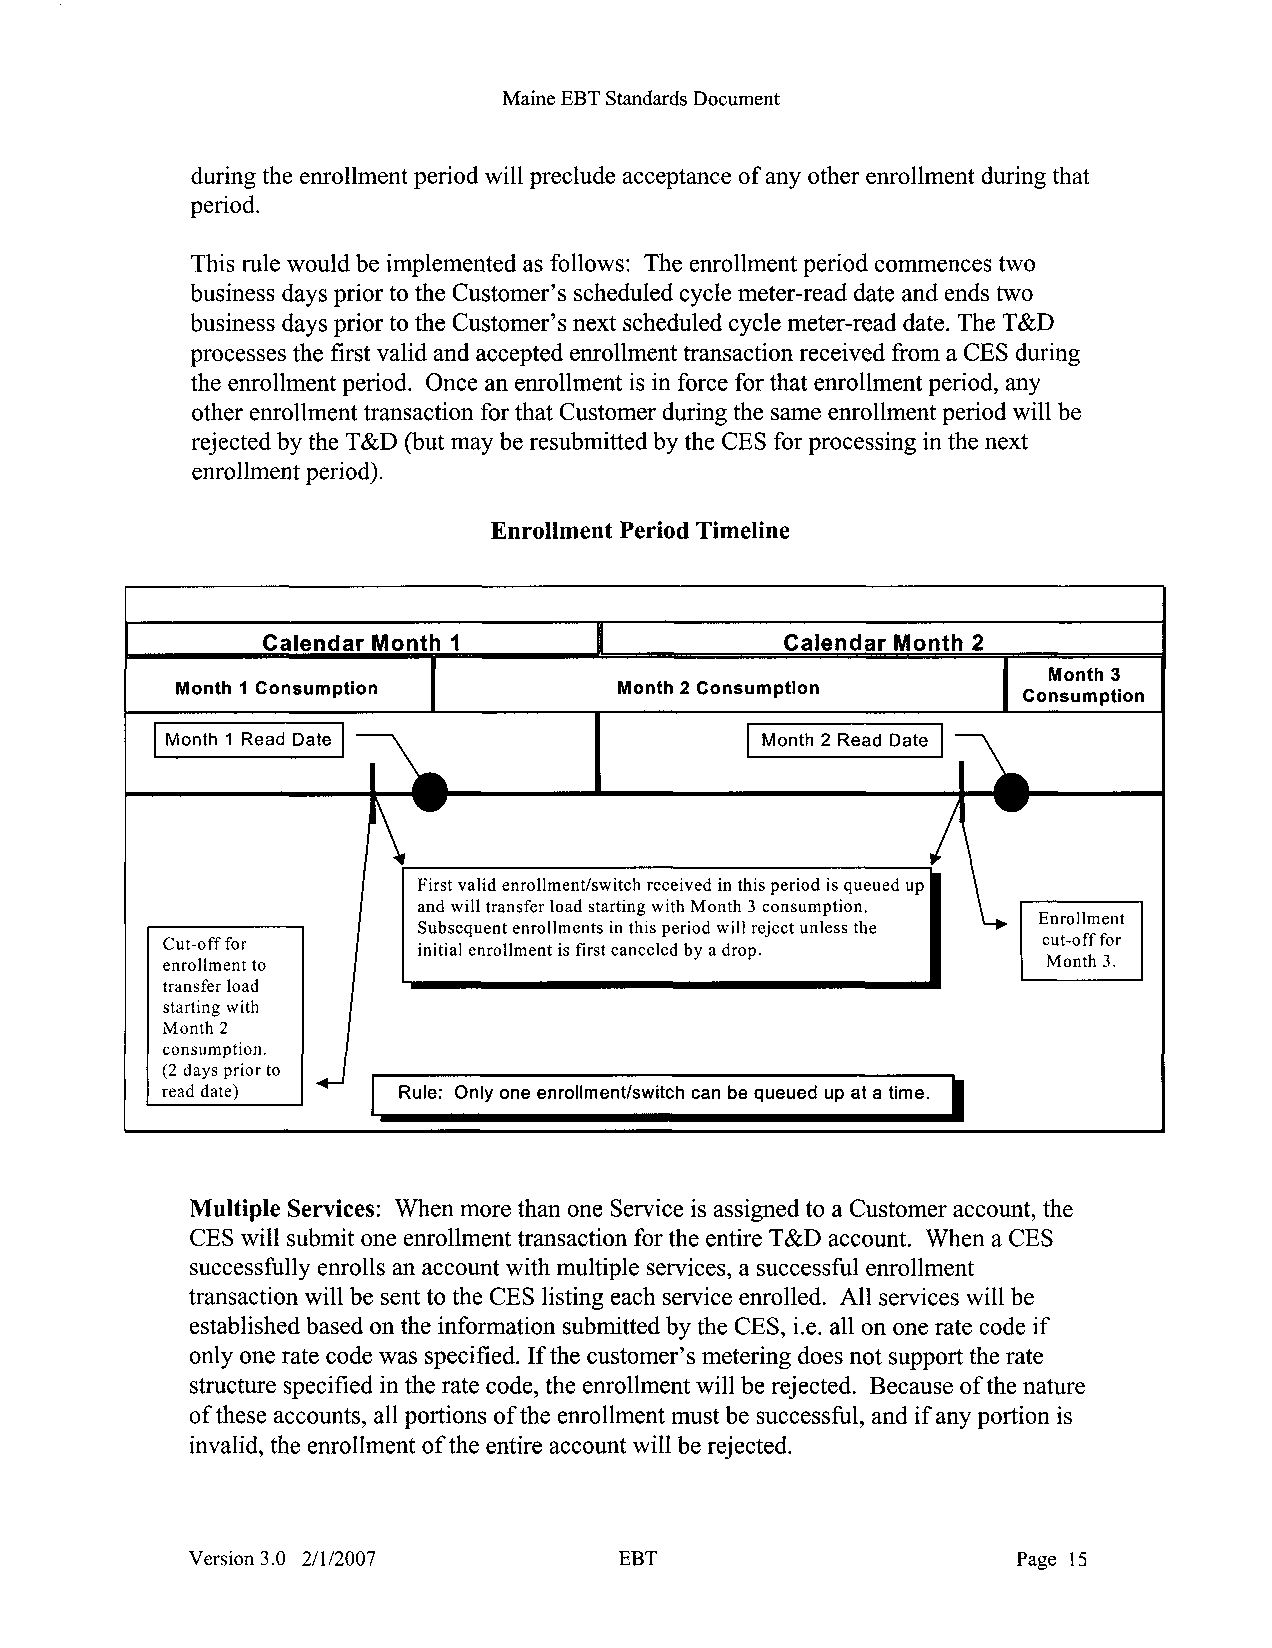 Maine EBT Standards Document
during the enrollment period will preclude acceptance of any other enrollment during that
period.
This rule would be implemented as follows: The enrollment period commences two
business days prior to the Customer's scheduled cycle meter-read date and ends two
business days prior to the Customer's next scheduled cycle meter-read date. The T&D
processes the first valid and accepted enrollment transaction received from a CES during
the enrollment period. Once an enrollment is in force for that enrollment period, any
other enrollment transaction for that Customer during the same enrollment period will be
rejected by the T&D (but may be resubmitted by the CES for processing in the next
enrollment period).
Enrollment Period Timeline
Calendar Month 1
Calendar Month 2
Month 1 Consumption
Month 2 Consumption
Month 3
Consumption
Month 1 Read Date
Month 2 Read Date
First valid enrollment/switch received in this period is queued up
and will transfer load starting with Month 3 consumption.
Subsequent enrollments in this period will reject unless the
initial enrollment is first canceled by a drop.
Enrollment
cut-off for
Month 3.
Cut-off for
enrollment to
transfer load
starting with
Month 2
consumption.
(2 days prior to
read date)
Rule: Only one enrollment/switch can be queued up at a time.
Multiple Services: When more than one Service is assigned to a Customer account, the
CES will submit one enrollment transaction for the entire T&D account. When a CES
successfully enrolls an account with multiple services, a successful enrollment
transaction will be sent to the CES listing each service enrolled. All services will be
established based on the information submitted by the CES, i.e. all on one rate code if
only one rate code was specified. If the customer's metering does not support the rate
structure specified in the rate code, the enrollment will be rejected. Because of the nature
of these accounts, all portions of the enrollment must be successful, and if any portion is
invalid, the enrollment of the entire account will be rejected.
Version 3.0 2/1/2007
EBT
Page 15